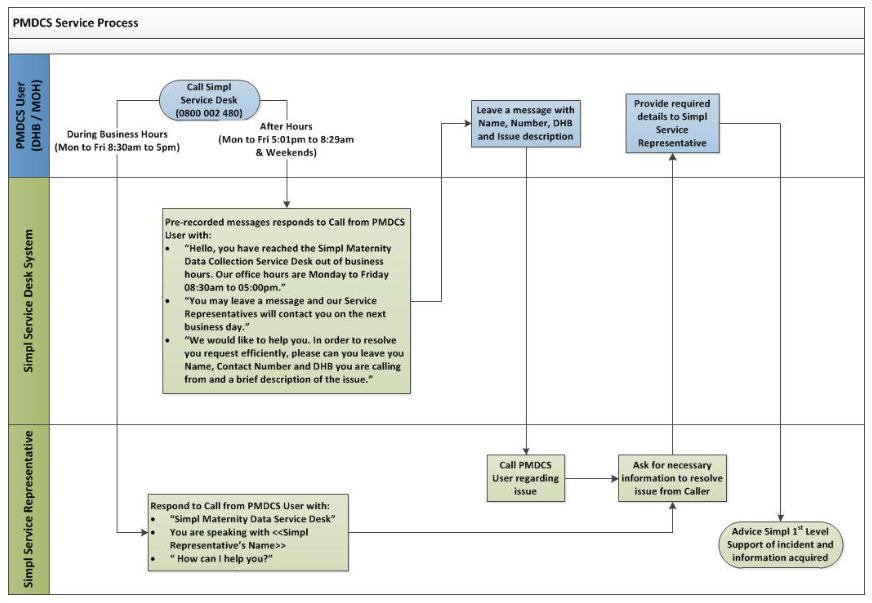 PMDCS Service Process
PMDCS User
(DHB / MOH)
Call Simpl
Service Desk
(0800 002 480)
During Business Hours
(Mon to Fri 8:30am to 5pm)
After Hours
(Mon to Fri 5:01pm to 8:29am
& Weekends)
Leave a message with
Name, Number, DHB
and Issue description
Provide required
details to Simpl
Service
Representative
Simpl Service Desk System
Pre-recorded messages responds to Call from PMDCS
User with:
• “Hello, you have reached the Simpl Maternity
Data Collection Service Desk out of business
hours. Our office hours are Monday to Friday
08:30am to 05:00pm.”
• “You may leave a message and our Service
Representatives will contact you on the next
business day.”
• “We would like to help you. In order to resolve
you request efficiently, please can you leave you
Name, Contact Number and DHB you are calling
from and a brief description of the issue.”
Simpl Service Representative
Call PMDCS
User regarding
issue
Ask for necessary
information to resolve
issue from Caller
Respond to Call from PMDCS User with:
• “Simpl Maternity Data Service Desk”
• You are speaking with <<Simpl
Representative’s Name>>
• “ How can I help you?”
Advice Simpl 1st Level
Support of incident and
information acquired